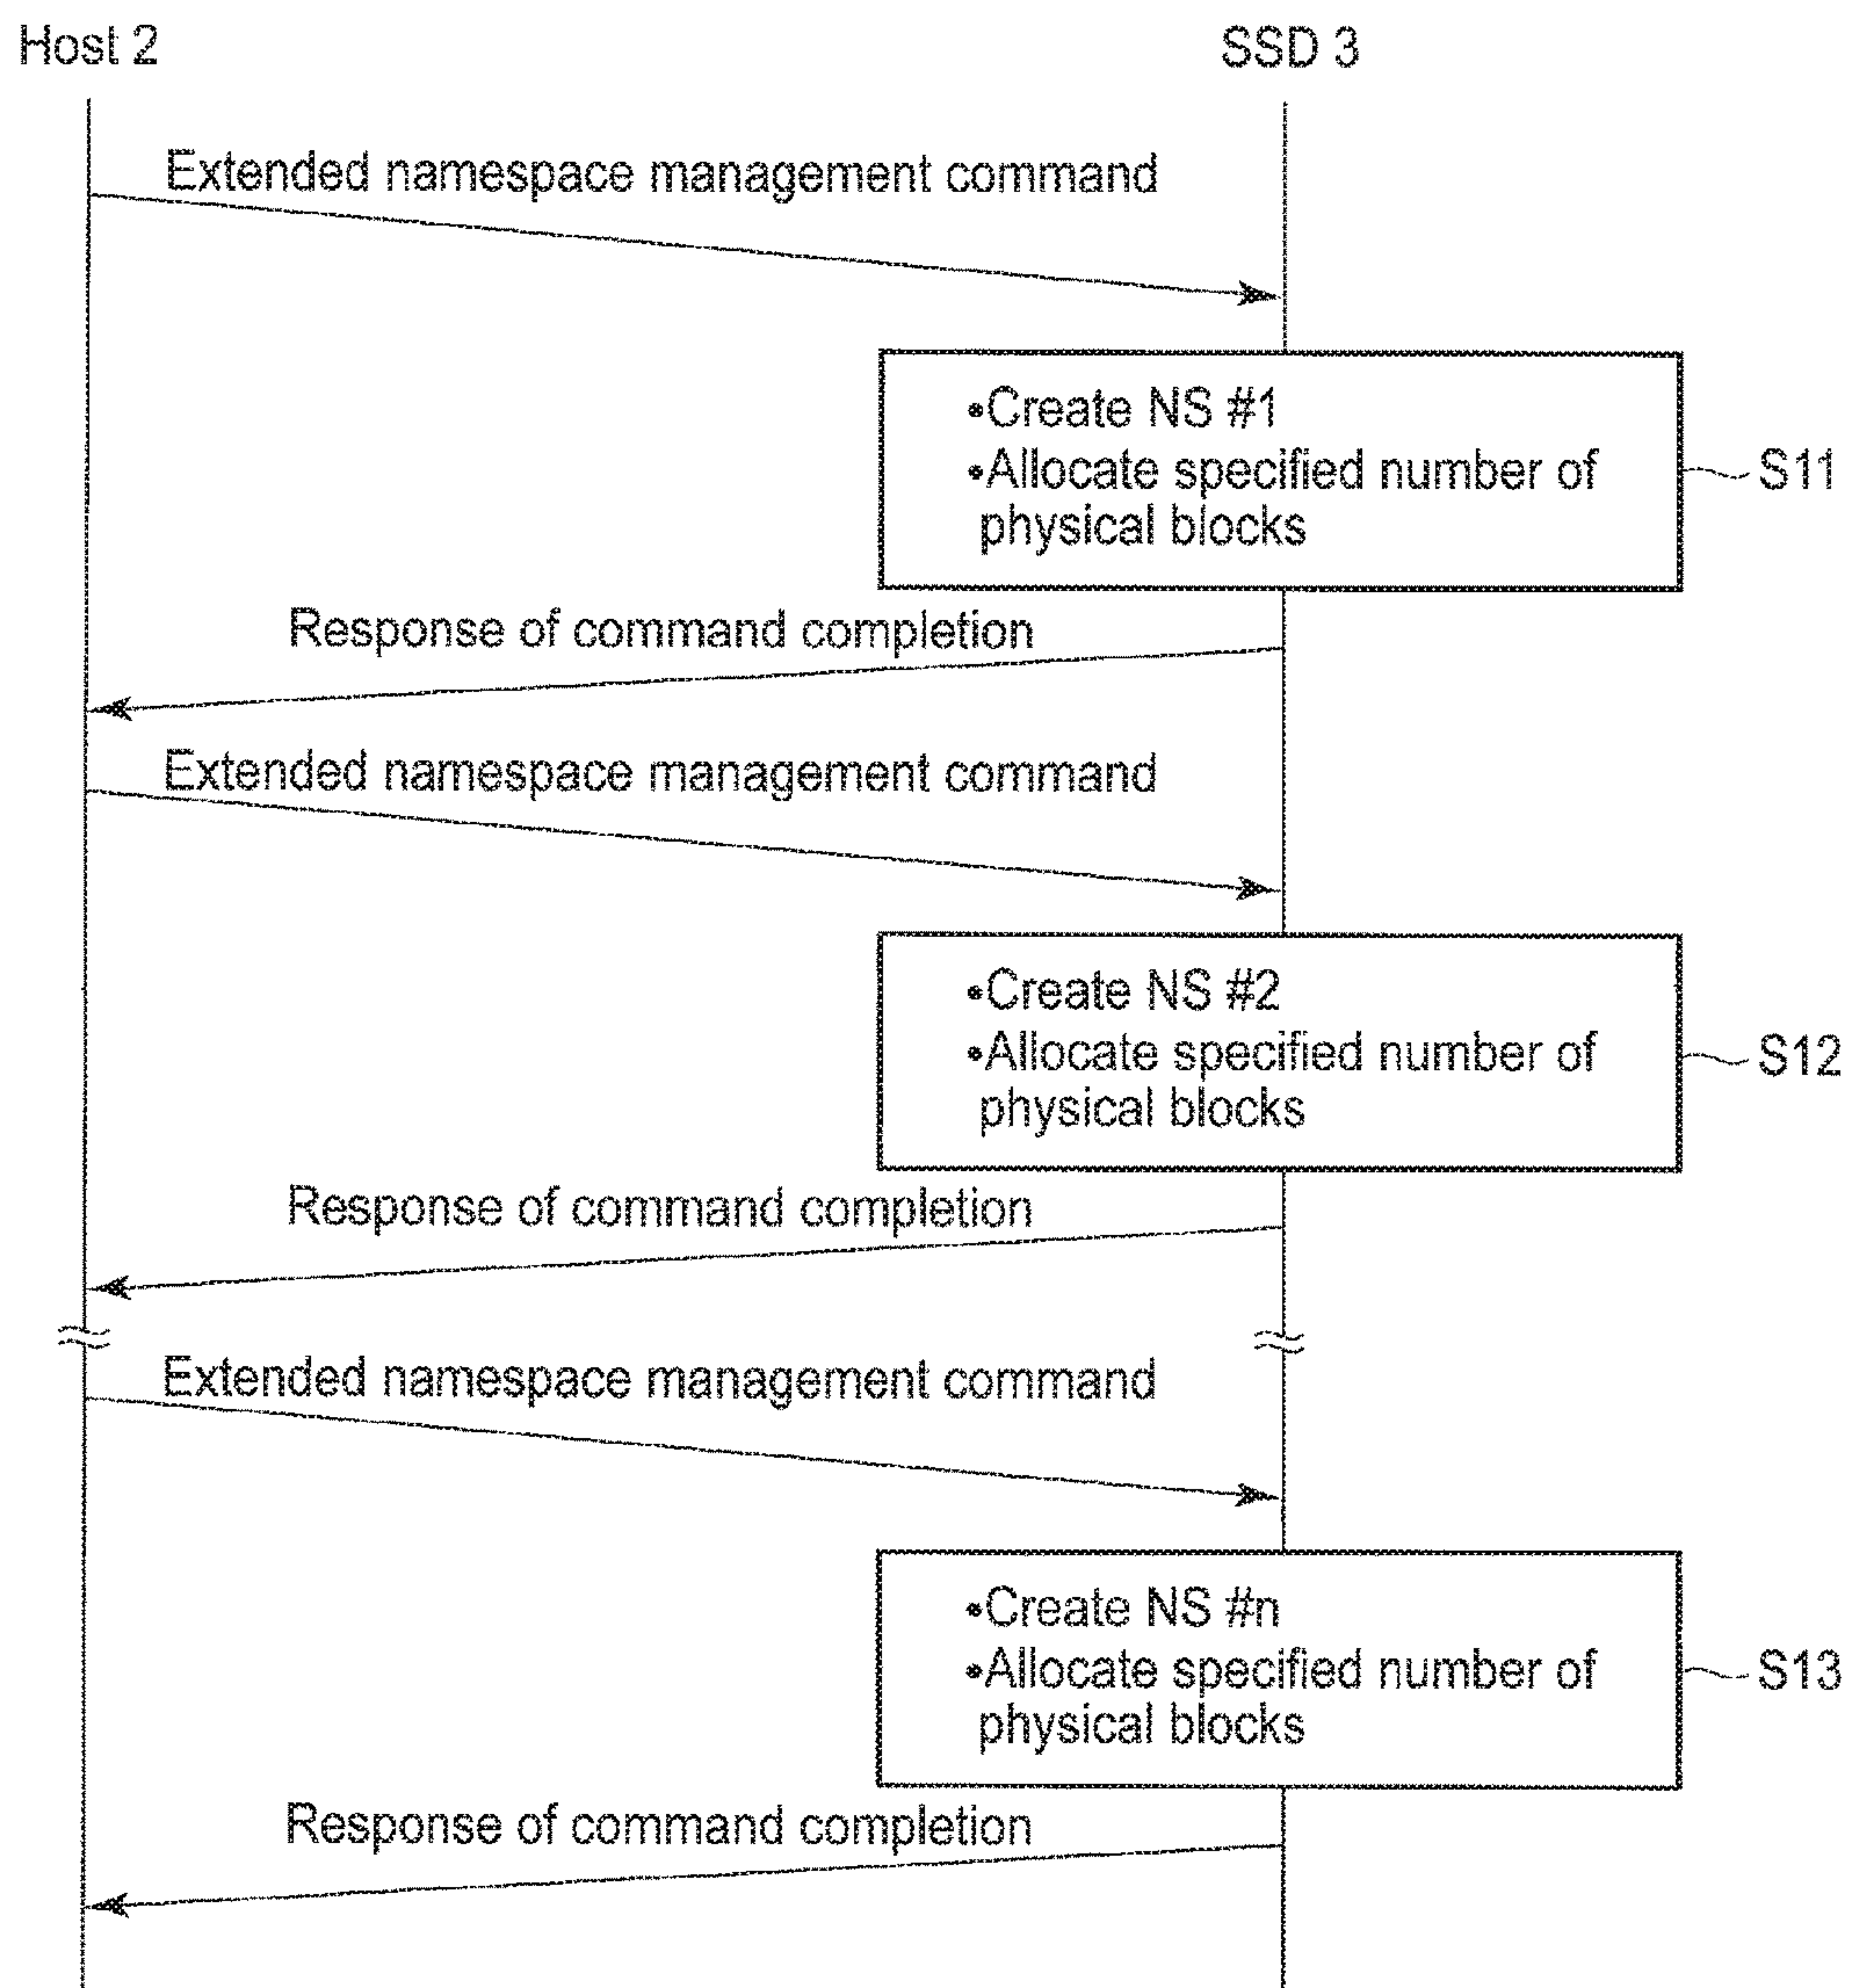 Host 2
SSD 3
Extended namespace management command
•Create NS #1
•Allocate specified number of
physical blocks
S11
Response of command completion
Extended namespace management command
•Create NS #2
•Allocate specified number of
physical blocks
S12
Response of command completion
Extended namespace management command
•Create NS #n
•Allocate specified number of
physical blocks
S13
Response of command completion